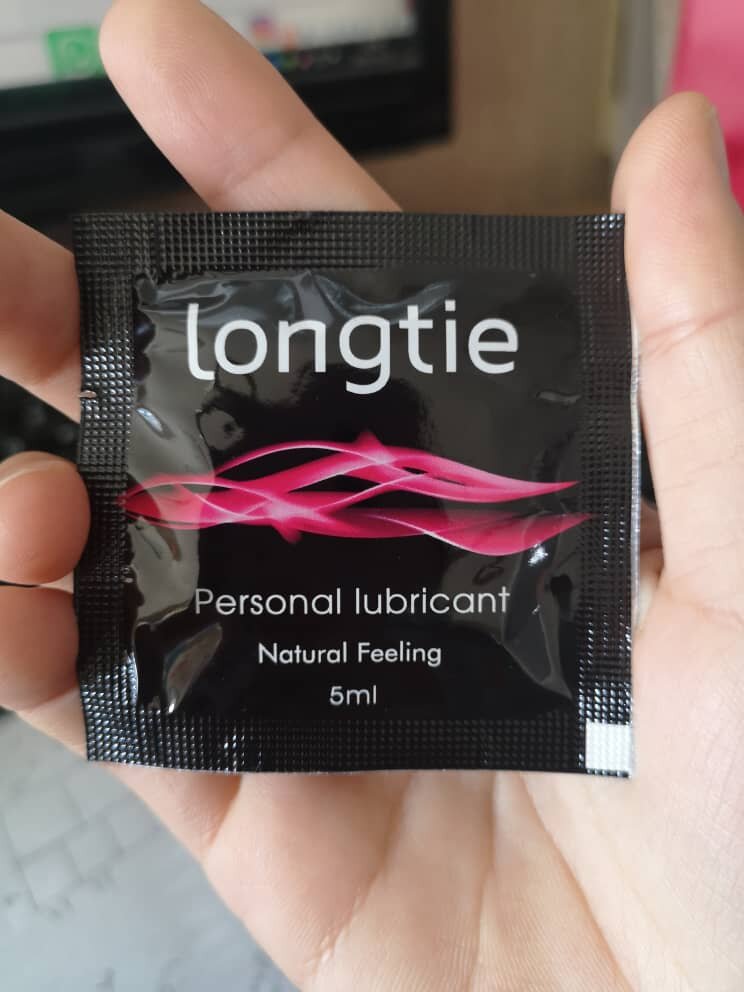 longtie
Personal lubricant
Natural Feeling
5ml